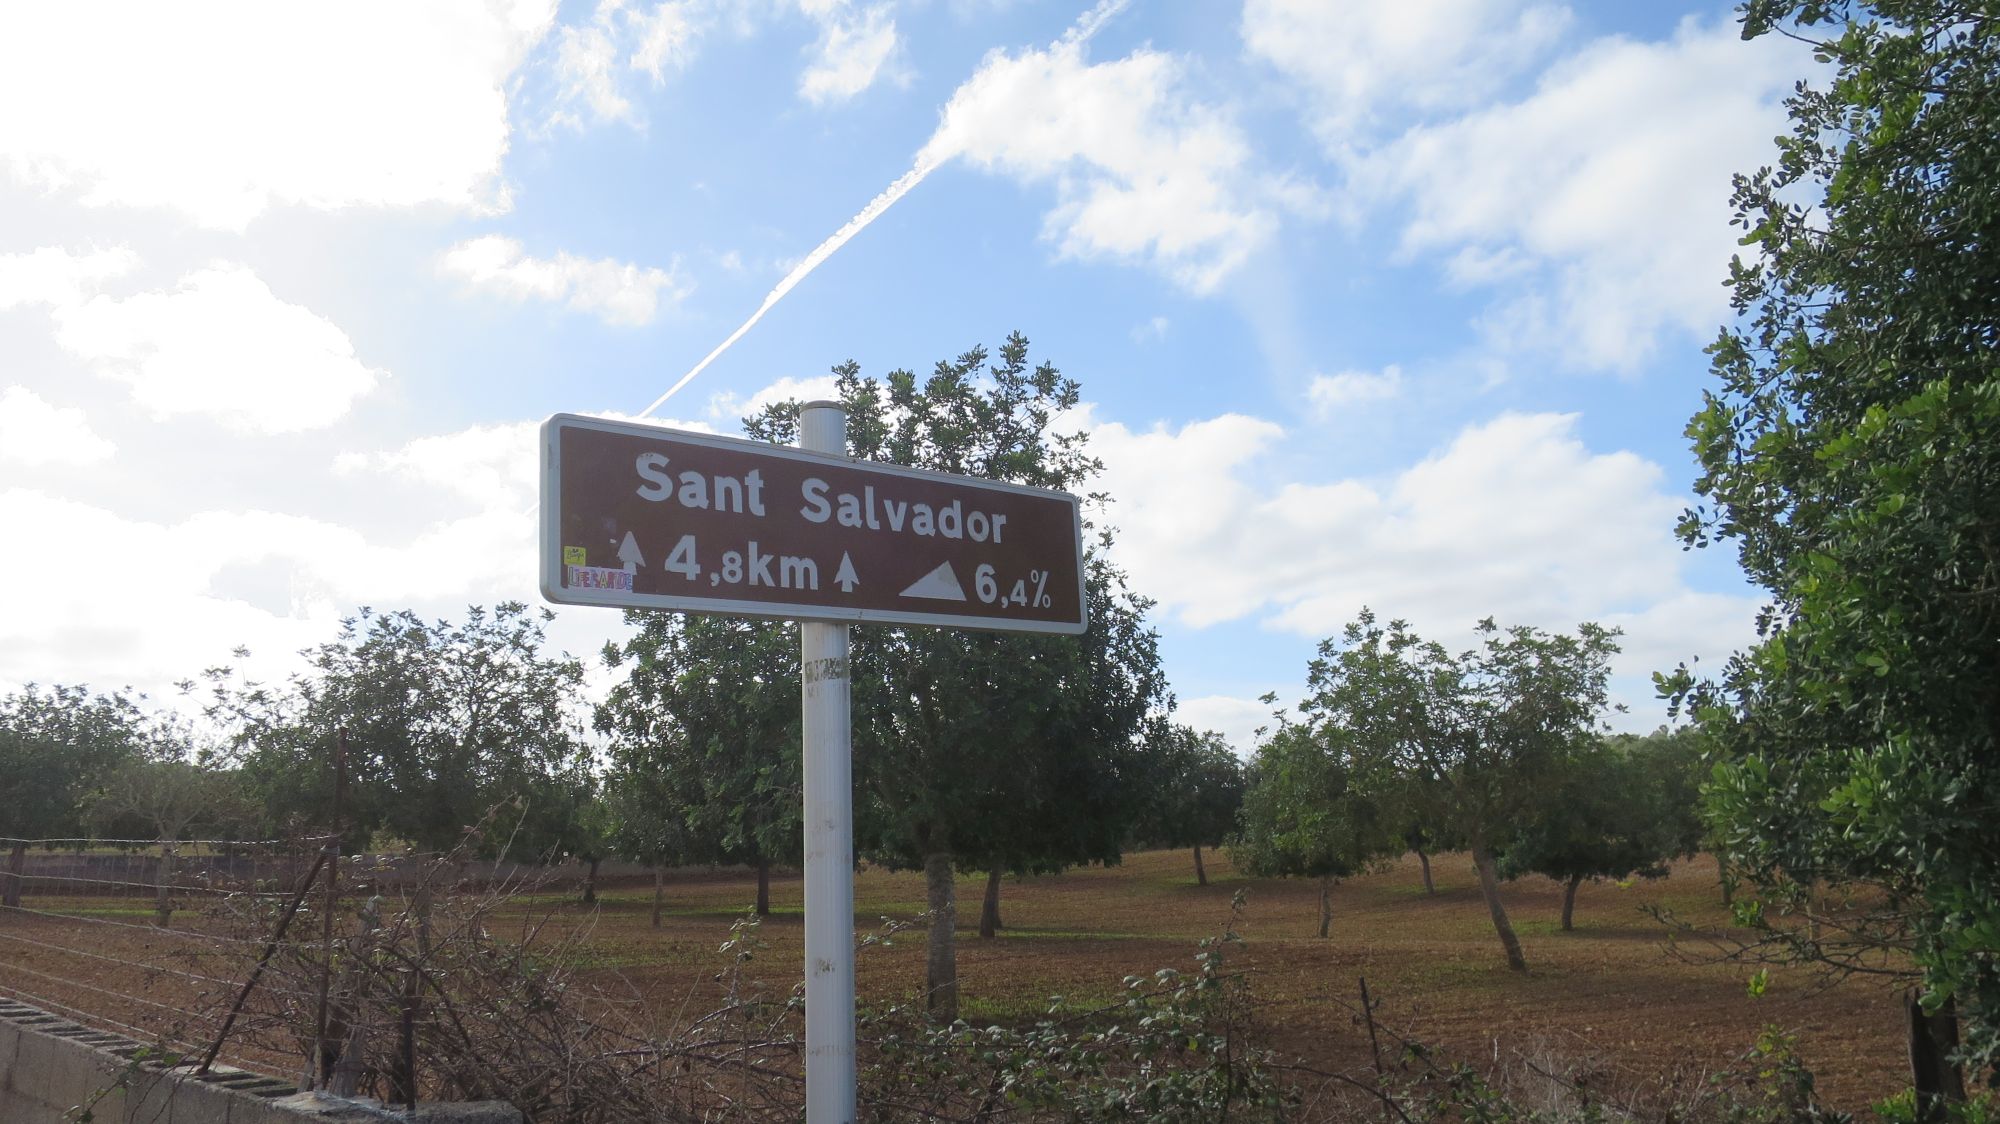 Sant Salvador
4,8km 6,4%